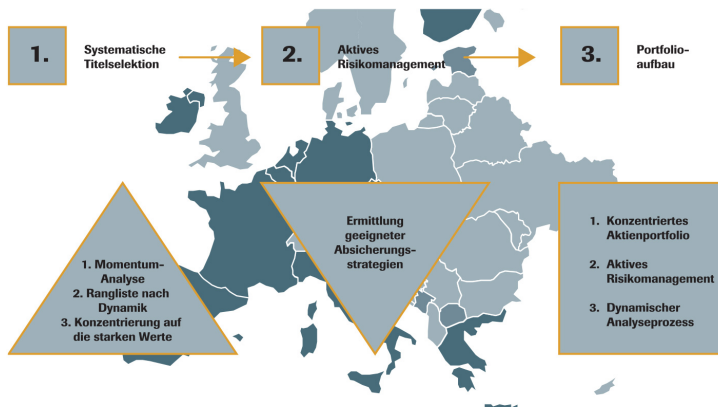 1.
Systematische
Titelselektion
2.
Aktives
Risikomanagement
3.
Portfolio-
aufbau
1. Momentum-
Analyse
2. Rangliste nach
Dynamik
3. Konzentrierung auf
die starken Werte
Ermittlung
geeigneter
Absicherungs-
strategien
1. Konzentriertes
Aktienportfolio
2. Aktives
Risikomanagement
3. Dynamischer
Analyseprozess